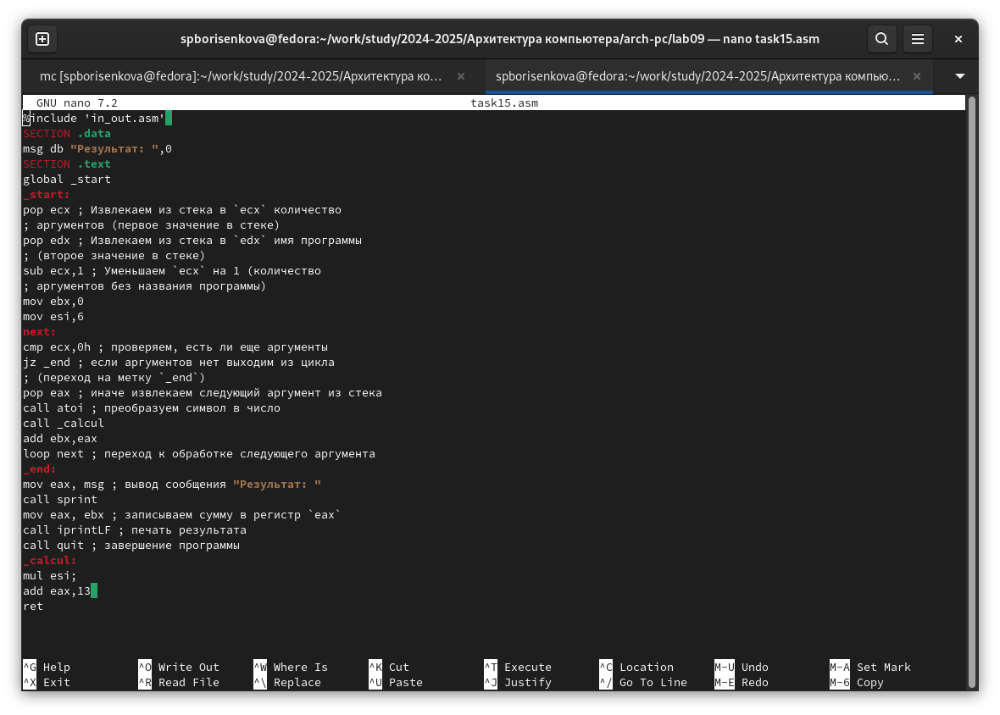 spborisenkova@fedora:~/work/study/2024-2025/Архитектура компьютера/arch-pc/lab09 — nano task15.asm
mc [spborisenkova@fedora]:~/work/study/2024-2025/Архитектура ко...
spborisenkova@fedora:~/work/study/2024-2025/Архитектура компью...
GNU nano 7.2 task15.asm
%include 'in_out.asm'
SECTION .data
msg db "Результат: ",0
SECTION .text
global _start
_start:
pop ecx ; Извлекаем из стека в `ecx` количество
; аргументов (первое значение в стеке)
pop edx ; Извлекаем из стека в `edx` имя программы
; (второе значение в стеке)
sub ecx,1 ; Уменьшаем `ecx` на 1 (количество
; аргументов без названия программы)
mov ebx,0
mov esi,6
next:
cmp ecx,0h ; проверяем, есть ли еще аргументы
jz _end ; если аргументов нет выходим из цикла
; (переход на метку `_end`)
pop eax ; иначе извлекаем следующий аргумент из стека
call atoi ; преобразуем символ в число
call _calcul
add ebx,eax
loop next ; переход к обработке следующего аргумента
_end:
mov eax, msg ; вывод сообщения "Результат: "
call sprint
mov eax, ebx ; записываем сумму в регистр `eax`
call iprintLF ; печать результата
call quit ; завершение программы
_calcul:
mul esi;
add eax,13
ret
^G Help ^O Write Out ^W Where Is ^K Cut ^T Execute ^C Location M-U Undo M-A Set Mark
^X Exit ^R Read File ^\ Replace ^U Paste ^J Justify ^/ Go To Line M-E Redo M-6 Copy